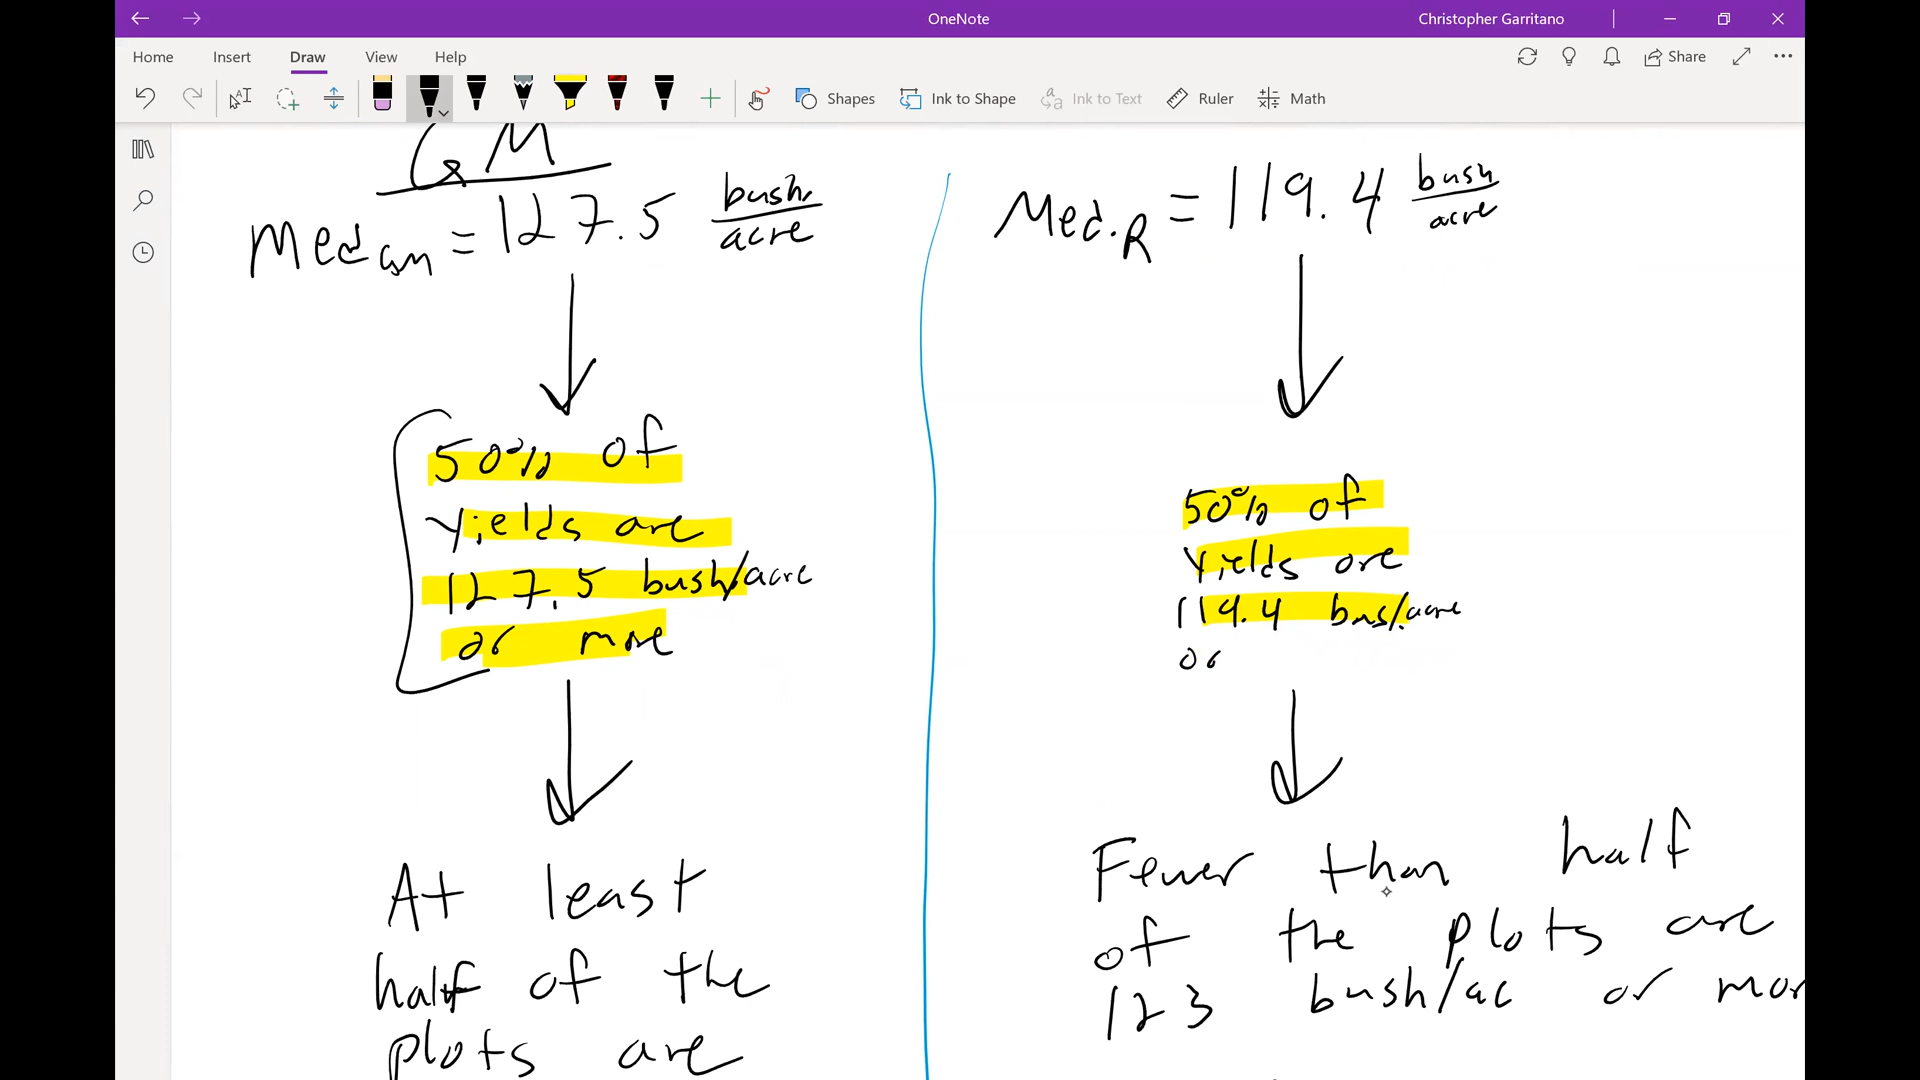 OneNote
Christopher Garritano
Home Insert Draw View Help
Share
Shapes Ink to Shape Ink to Text Ruler Math
GM
Med GM = 127.5 bush/acre
50% of
Yields are
127.5 bush/acre
or more
At least
half of the
plots are
Med. R = 119.4 bush/acre
50% of
Yields are
119.4 bus/acre
or
Fewer than half
of the plots are
123 bush/ac or mor